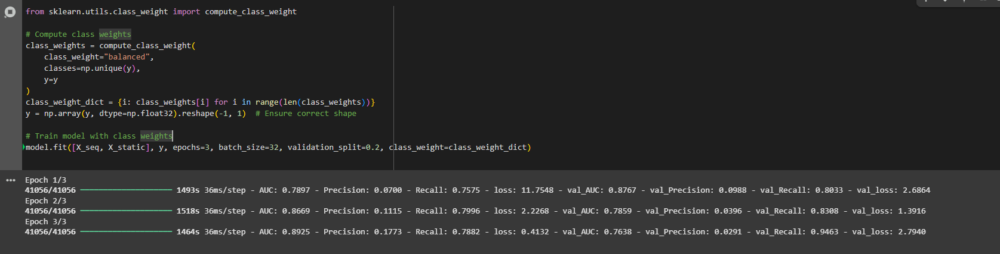 from sklearn.utils.class_weight import compute_class_weight
# Compute class weights
class_weights = compute_class_weight(
    class_weight="balanced",
    classes=np.unique(y),
    y=y
)
class_weight_dict = {i: class_weights[i] for i in range(len(class_weights))}
y = np.array(y, dtype=np.float32).reshape(-1, 1)  # Ensure correct shape
# Train model with class weights
model.fit([X_seq, X_static], y, epochs=3, batch_size=32, validation_split=0.2, class_weight=class_weight_dict)
Epoch 1/3
41056/41056 1493s 36ms/step - AUC: 0.7897 - Precision: 0.0700 - Recall: 0.7575 - loss: 11.7548 - val_AUC: 0.8767 - val_Precision: 0.0988 - val_Recall: 0.8033 - val_loss: 2.6864
Epoch 2/3
41056/41056 1518s 36ms/step - AUC: 0.8669 - Precision: 0.1115 - Recall: 0.7996 - loss: 2.2268 - val_AUC: 0.7859 - val_Precision: 0.0396 - val_Recall: 0.8308 - val_loss: 1.3916
Epoch 3/3
41056/41056 1464s 36ms/step - AUC: 0.8925 - Precision: 0.1773 - Recall: 0.7882 - loss: 0.4132 - val_AUC: 0.7638 - val_Precision: 0.0291 - val_Recall: 0.9463 - val_loss: 2.7940